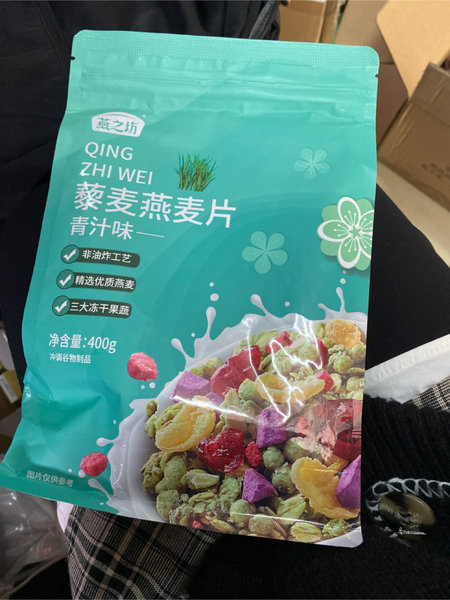 燕之坊
QING
ZHI WEI
藜麦燕麦片
青汁味
非油炸工艺
精选优质燕麦
三大冻干果蔬
净含量:400g
冲调谷物制品
图片仅供参考